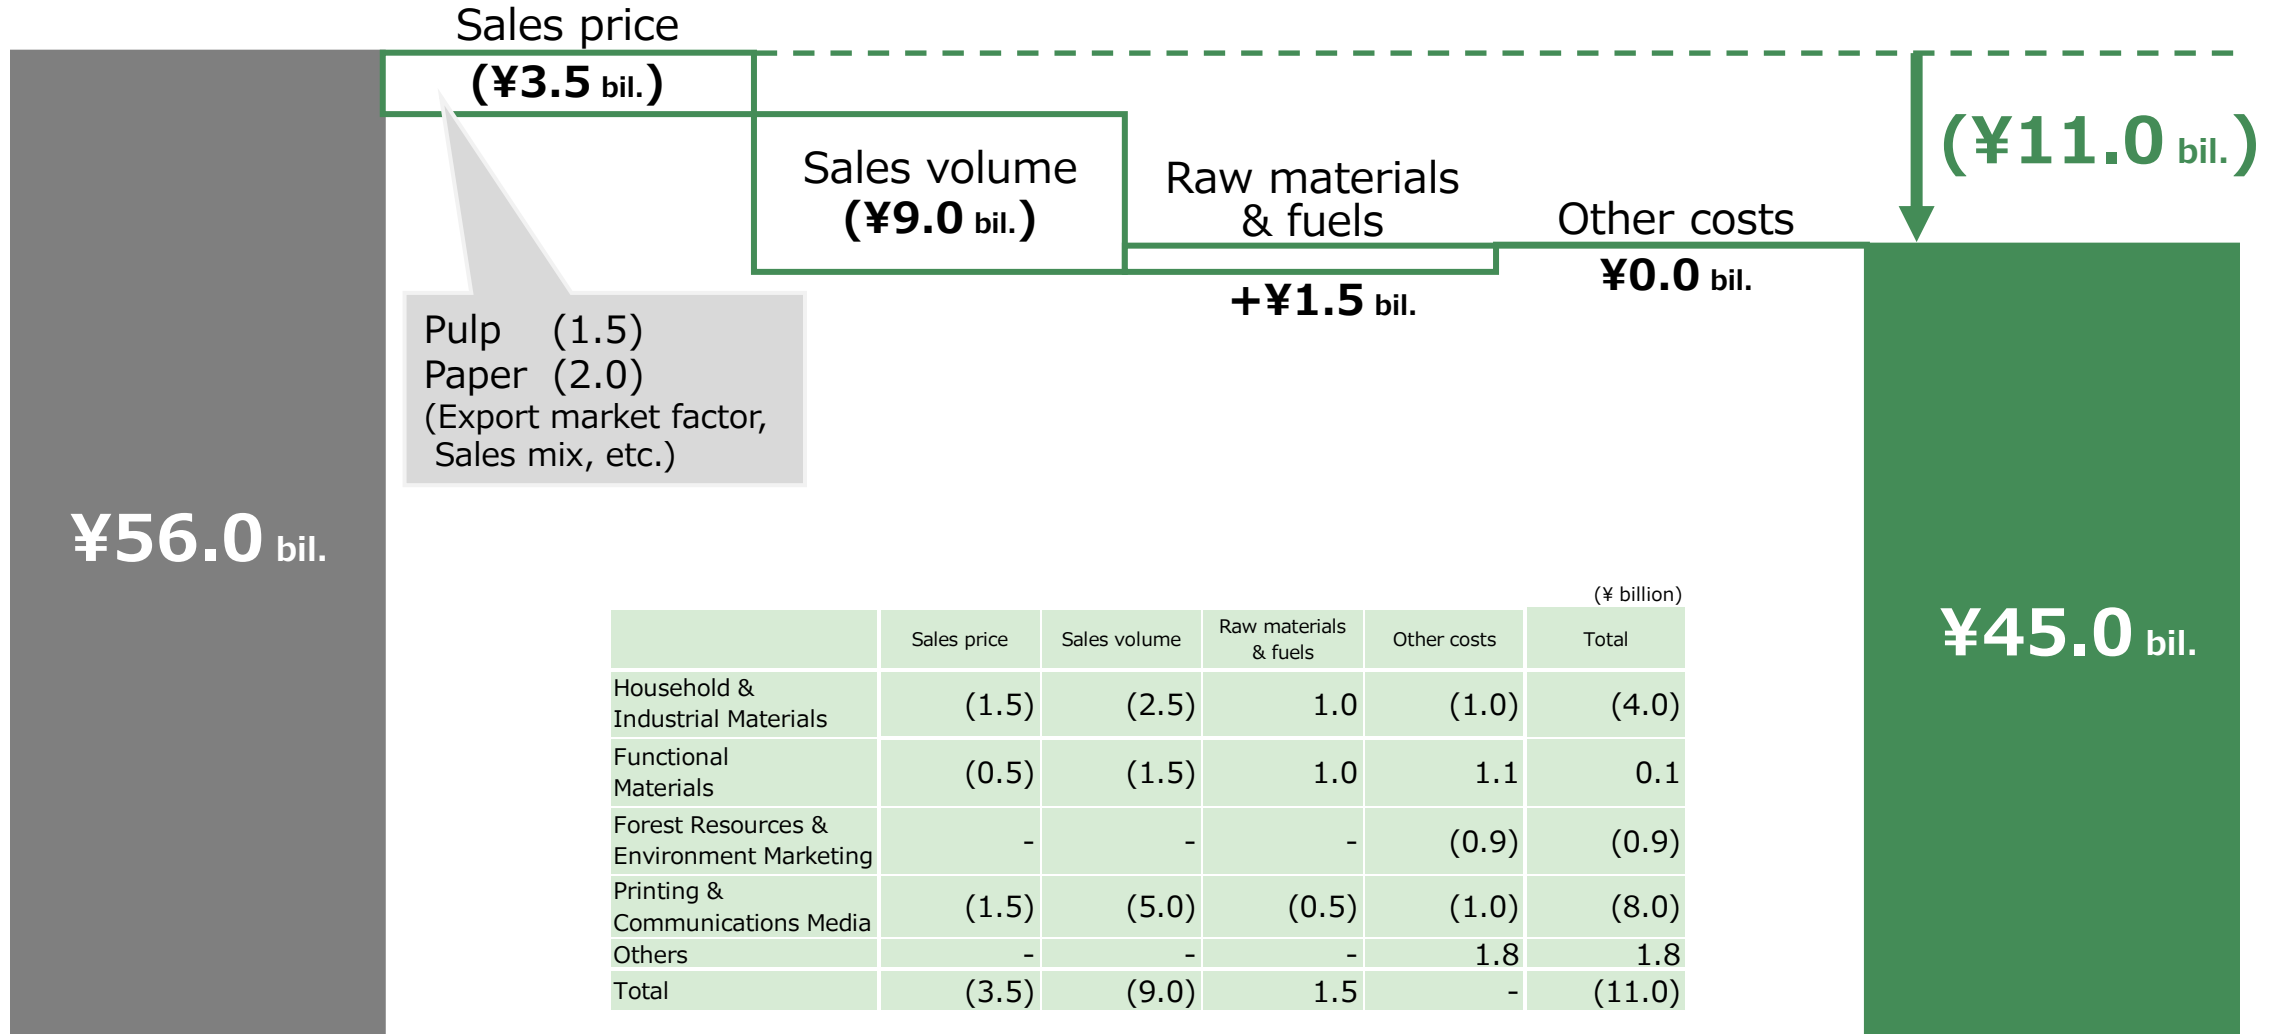 Sales price
(¥3.5 bil.)
Sales volume
(¥9.0 bil.)
Raw materials
& fuels
+¥1.5 bil.
Other costs
¥0.0 bil.
(¥11.0 bil.)
Pulp (1.5)
Paper (2.0)
(Export market factor,
Sales mix, etc.)
¥56.0 bil.
¥45.0 bil.
(¥ billion)
Sales price Sales volume Raw materials & fuels Other costs Total
Household &
Industrial Materials (1.5) (2.5) 1.0 (1.0) (4.0)
Functional
Materials (0.5) (1.5) 1.0 1.1 0.1
Forest Resources &
Environment Marketing - - - (0.9) (0.9)
Printing &
Communications Media (1.5) (5.0) (0.5) (1.0) (8.0)
Others - - - 1.8 1.8
Total (3.5) (9.0) 1.5 - (11.0)